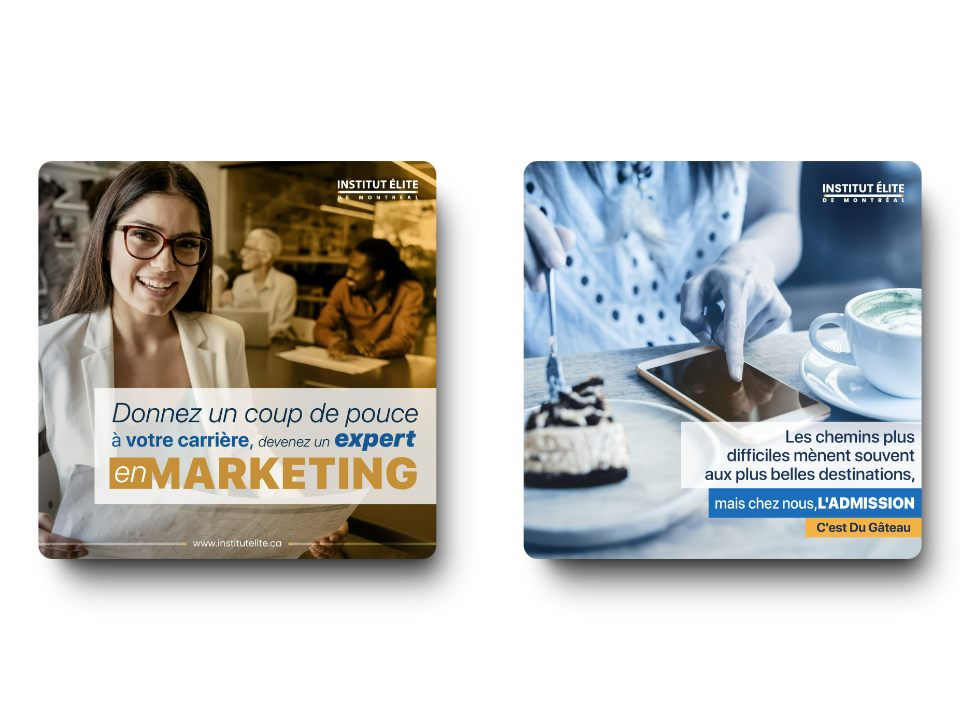 INSTITUT ÉLITE
DE MONTRÉAL
Donnez un coup de pouce
à votre carrière, devenez un expert
en MARKETING
www.institutelite.ca
INSTITUT ÉLITE
DE MONTRÉAL
Les chemins plus
difficiles mènent souvent
aux plus belles destinations,
mais chez nous,L'ADMISSION
C'est Du Gâteau